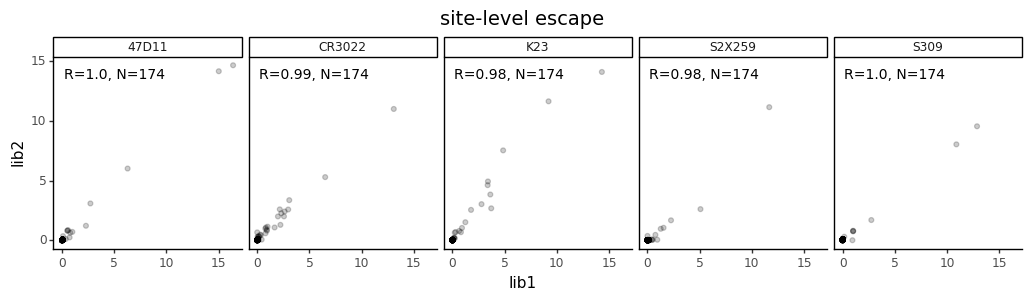 site-level escape
47D11 CR3022 K23 S2X259 S309
R=1.0, N=174 R=0.99, N=174 R=0.98, N=174 R=0.98, N=174 R=1.0, N=174
15
10
5
0
lib2
0 5 10 15 0 5 10 15 0 5 10 15 0 5 10 15 0 5 10 15
lib1